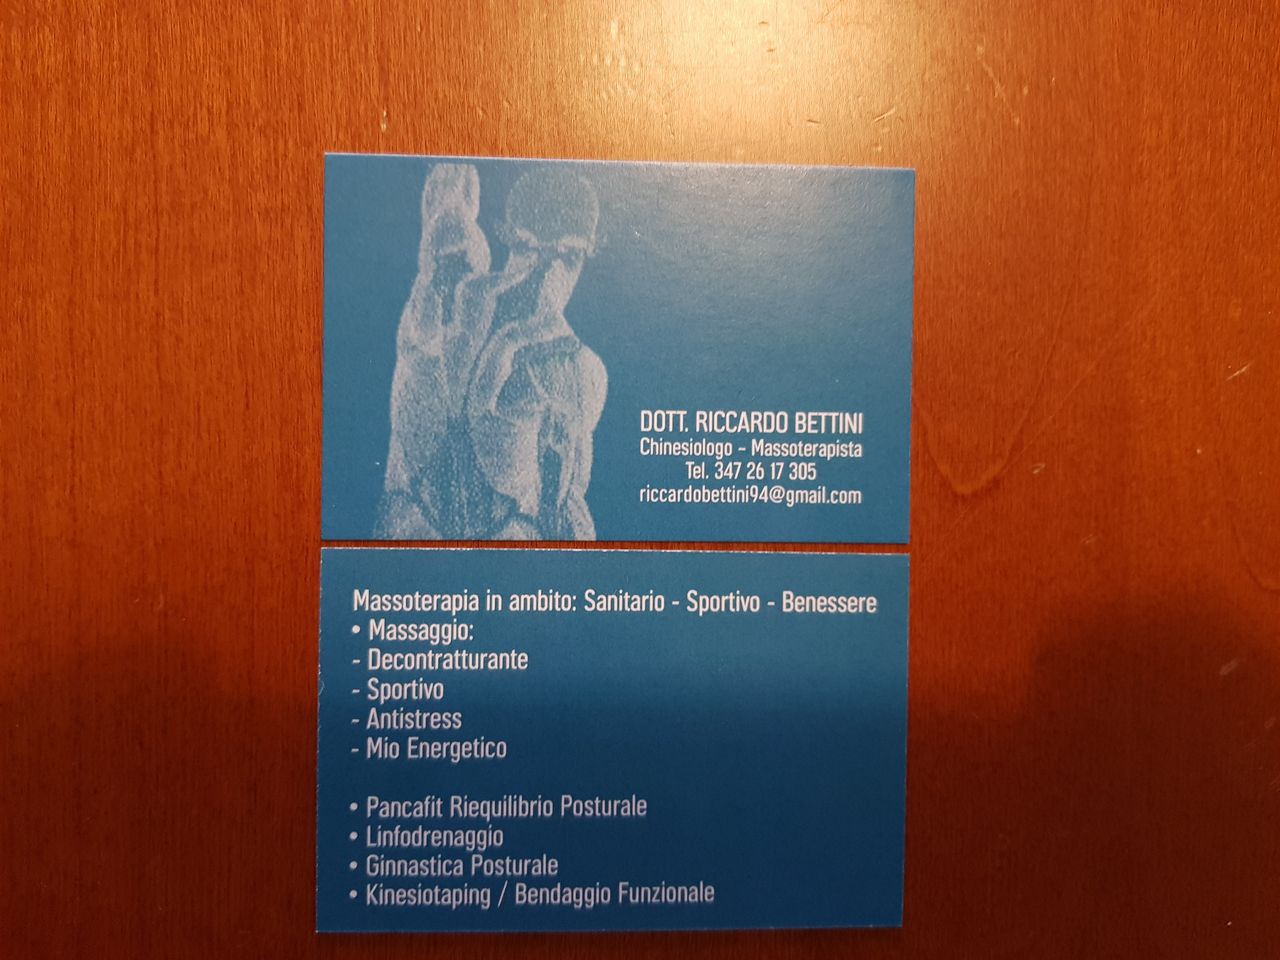 DOTT. RICCARDO BETTINI
Chinesiologo - Massoterapista
Tel. 347 26 17 305
riccardobettini94@gmail.com
Massoterapia in ambito: Sanitario - Sportivo - Benessere
• Massaggio:
- Decontratturante
- Sportivo
- Antistress
- Mio Energetico
• Pancafit Riequilibrio Posturale
• Linfodrenaggio
• Ginnastica Posturale
• Kinesiotaping / Bendaggio Funzionale